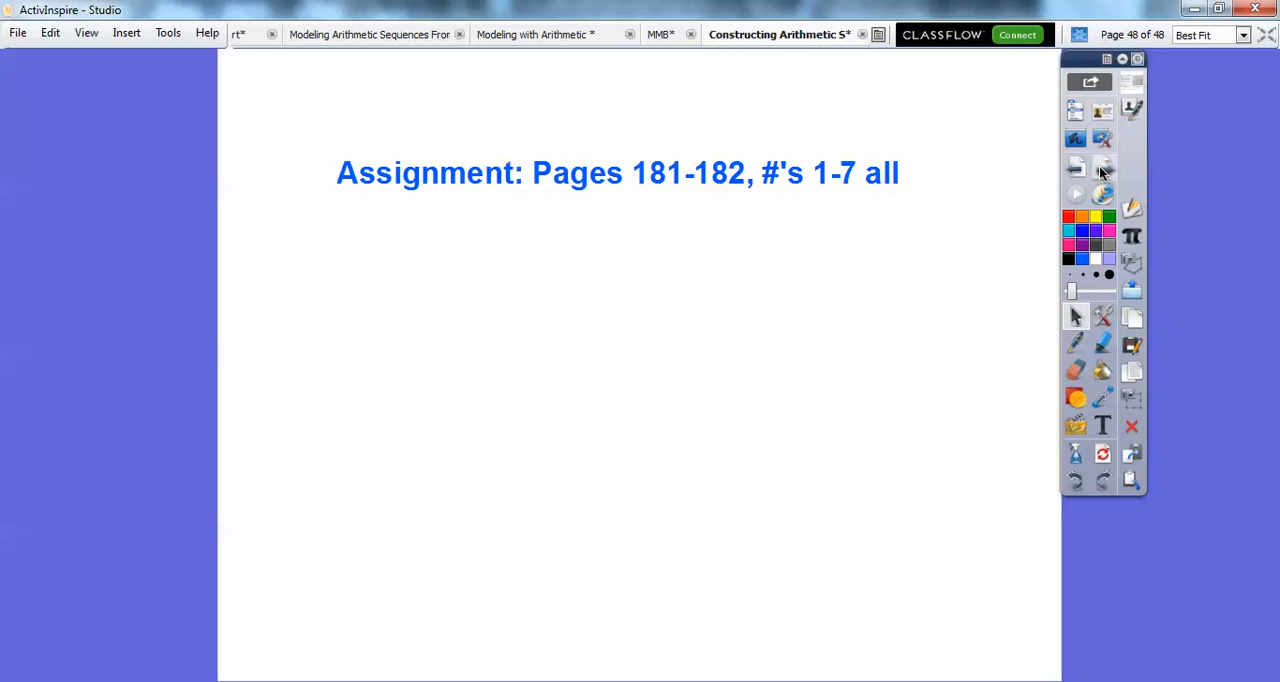 ActivInspire - Studio
File Edit View Insert Tools Help
rt* Modeling Arithmetic Sequences Fron Modeling with Arithmetic * MMB* Constructing Arithmetic S* CLASSFLOW Connect Page 48 of 48 Best Fit
Assignment: Pages 181-182, #'s 1-7 all